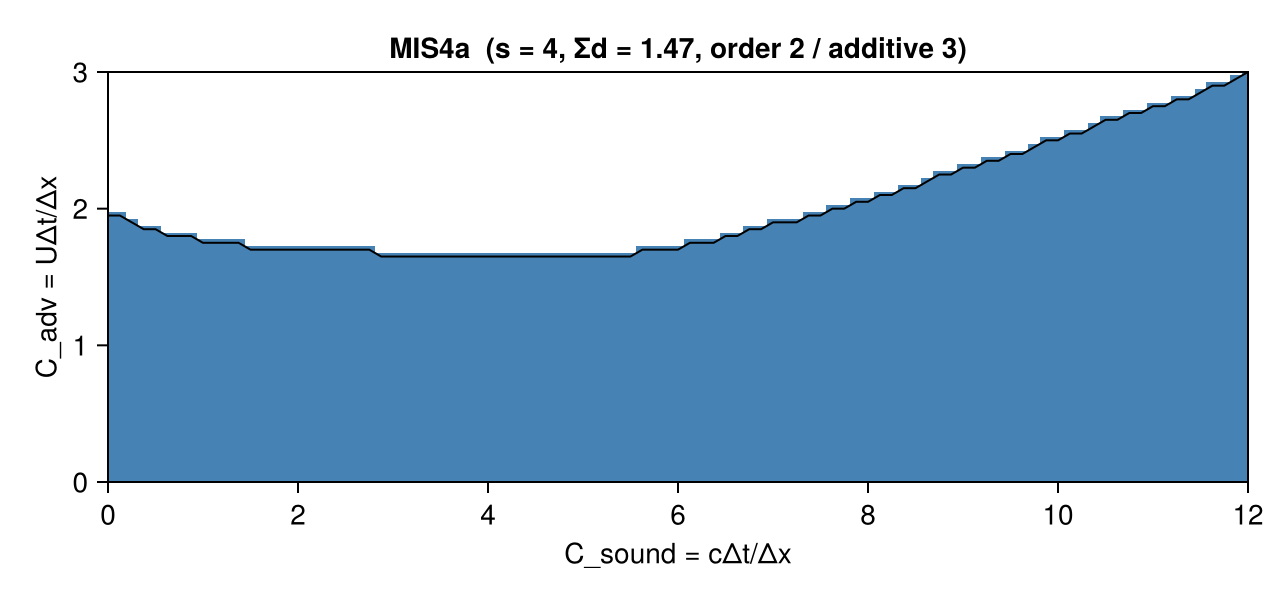 MIS4a  (s = 4, Σd = 1.47, order 2 / additive 3)
3
2
1
0
C_adv = UΔt/Δx
0 2 4 6 8 10 12
C_sound = cΔt/Δx